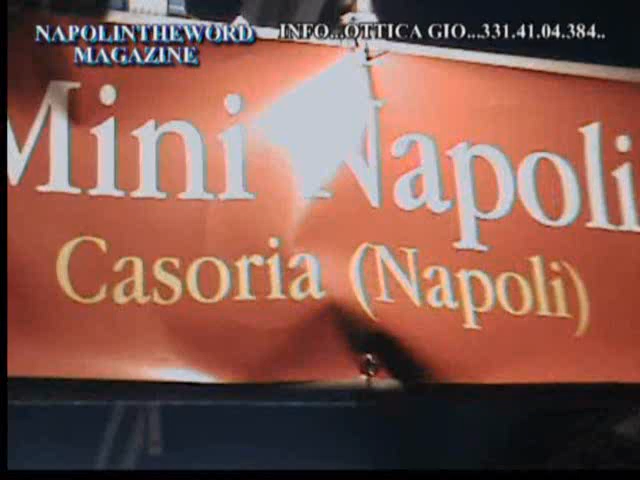 NAPOLINTHEWORD
MAGAZINE
INFO...OTTICA GIO...331.41.04.384..
Mini Napoli
Casoria (Napoli)